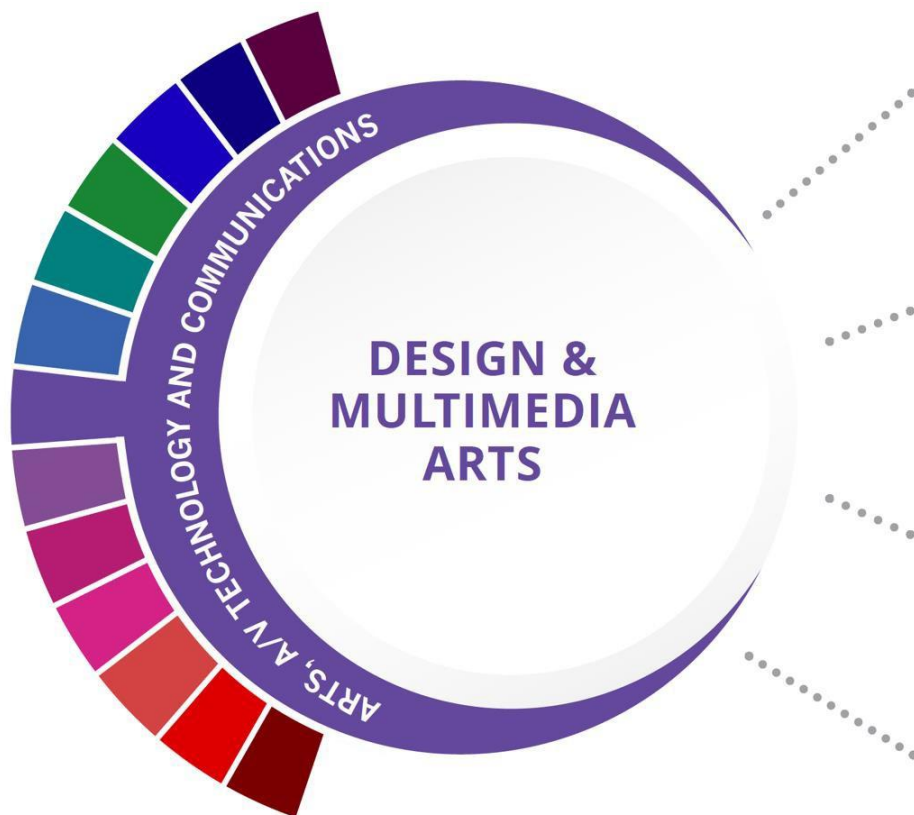 ARTS, A/V TECHNOLOGY AND COMMUNICATIONS
DESIGN &
MULTIMEDIA
ARTS